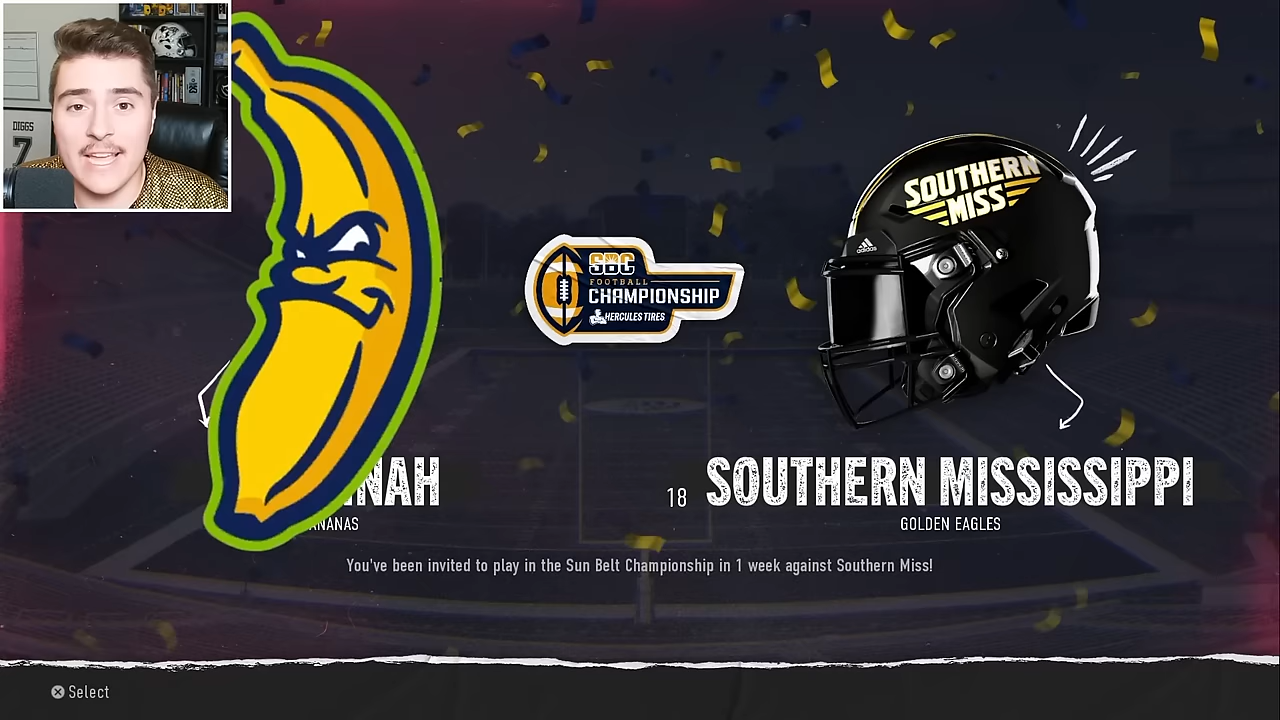 DIGGS
7
SOUTHERN
MISS
adidas
SBC
FOOTBALL
CHAMPIONSHIP
HERCULES TIRES
NAH
18 SOUTHERN MISSISSIPPI
ANANAS
GOLDEN EAGLES
You've been invited to play in the Sun Belt Championship in 1 week against Southern Miss!
Select